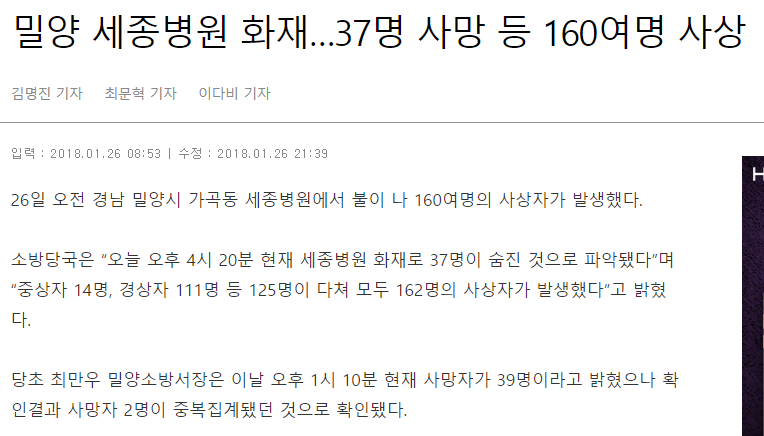 밀양 세종병원 화재...37명 사망 등 160여명 사상
김명진 기자 최문혁 기자 이다비 기자
입력 : 2018.01.26 08:53 | 수정 : 2018.01.26 21:39
26일 오전 경남 밀양시 가곡동 세종병원에서 불이 나 160여명의 사상자가 발생했다.
소방당국은 “오늘 오후 4시 20분 현재 세종병원 화재로 37명이 숨진 것으로 파악됐다”며
“중상자 14명, 경상자 111명 등 125명이 다쳐 모두 162명의 사상자가 발생했다”고 밝혔
다.
당초 최만우 밀양소방서장은 이날 오후 1시 10분 현재 사망자가 39명이라고 밝혔으나 확
인결과 사망자 2명이 중복집계됐던 것으로 확인됐다.